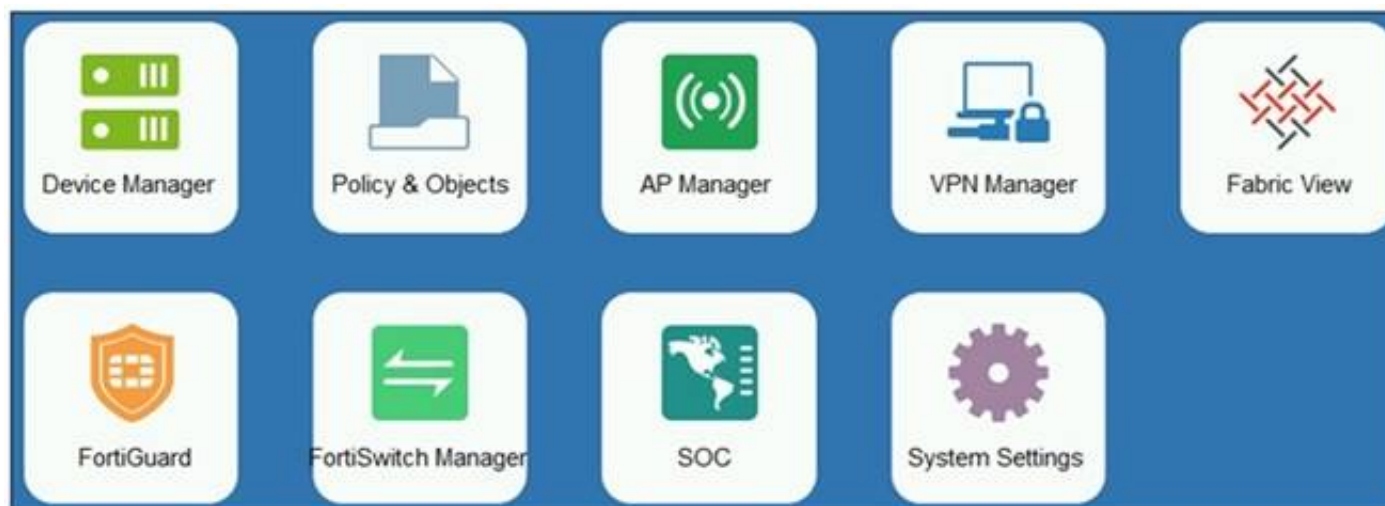 Device Manager
Policy & Objects
AP Manager
VPN Manager
Fabric View
FortiGuard
FortiSwitch Manager
SOC
System Settings